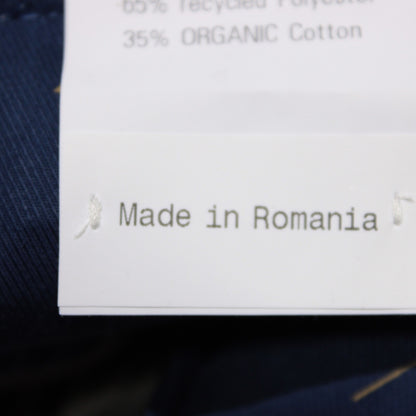 65% recycled Polyester
35% ORGANIC Cotton
Made in Romania